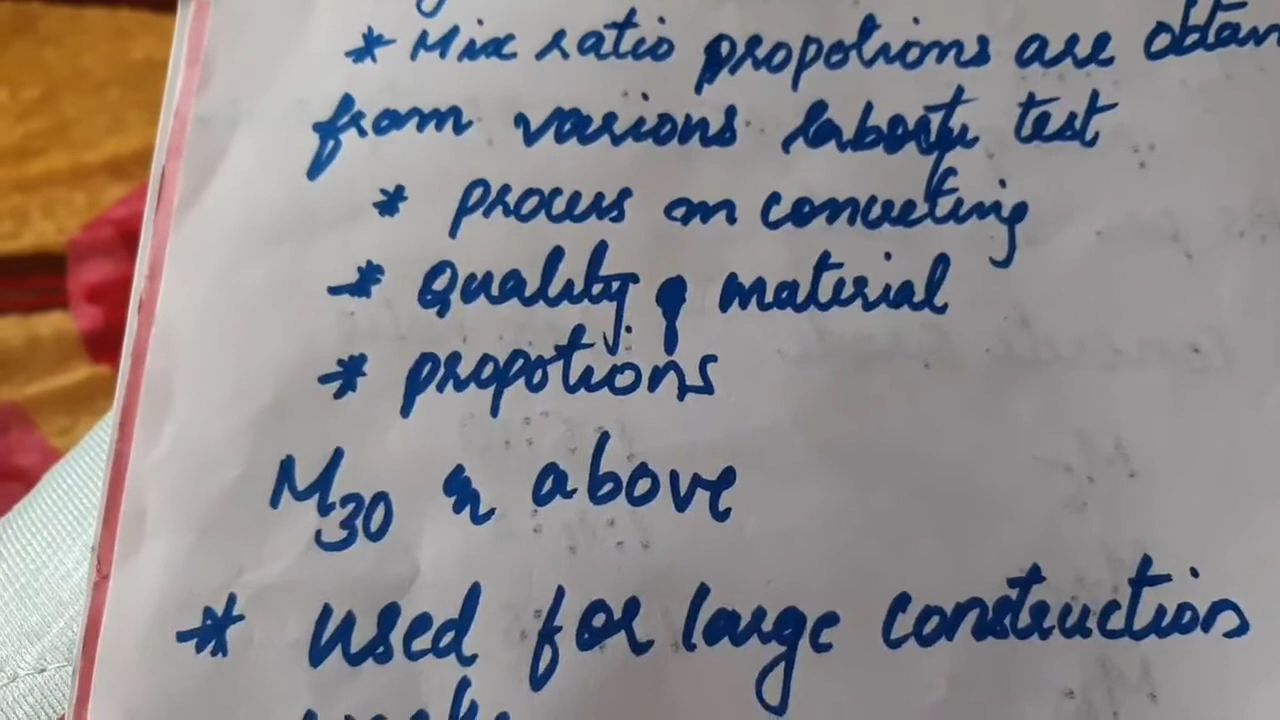 * Mix ratio propotions are obtan
from various laborty test
* process on concreting
* Quality of material
* propotions
M30 & above
* used for large construction